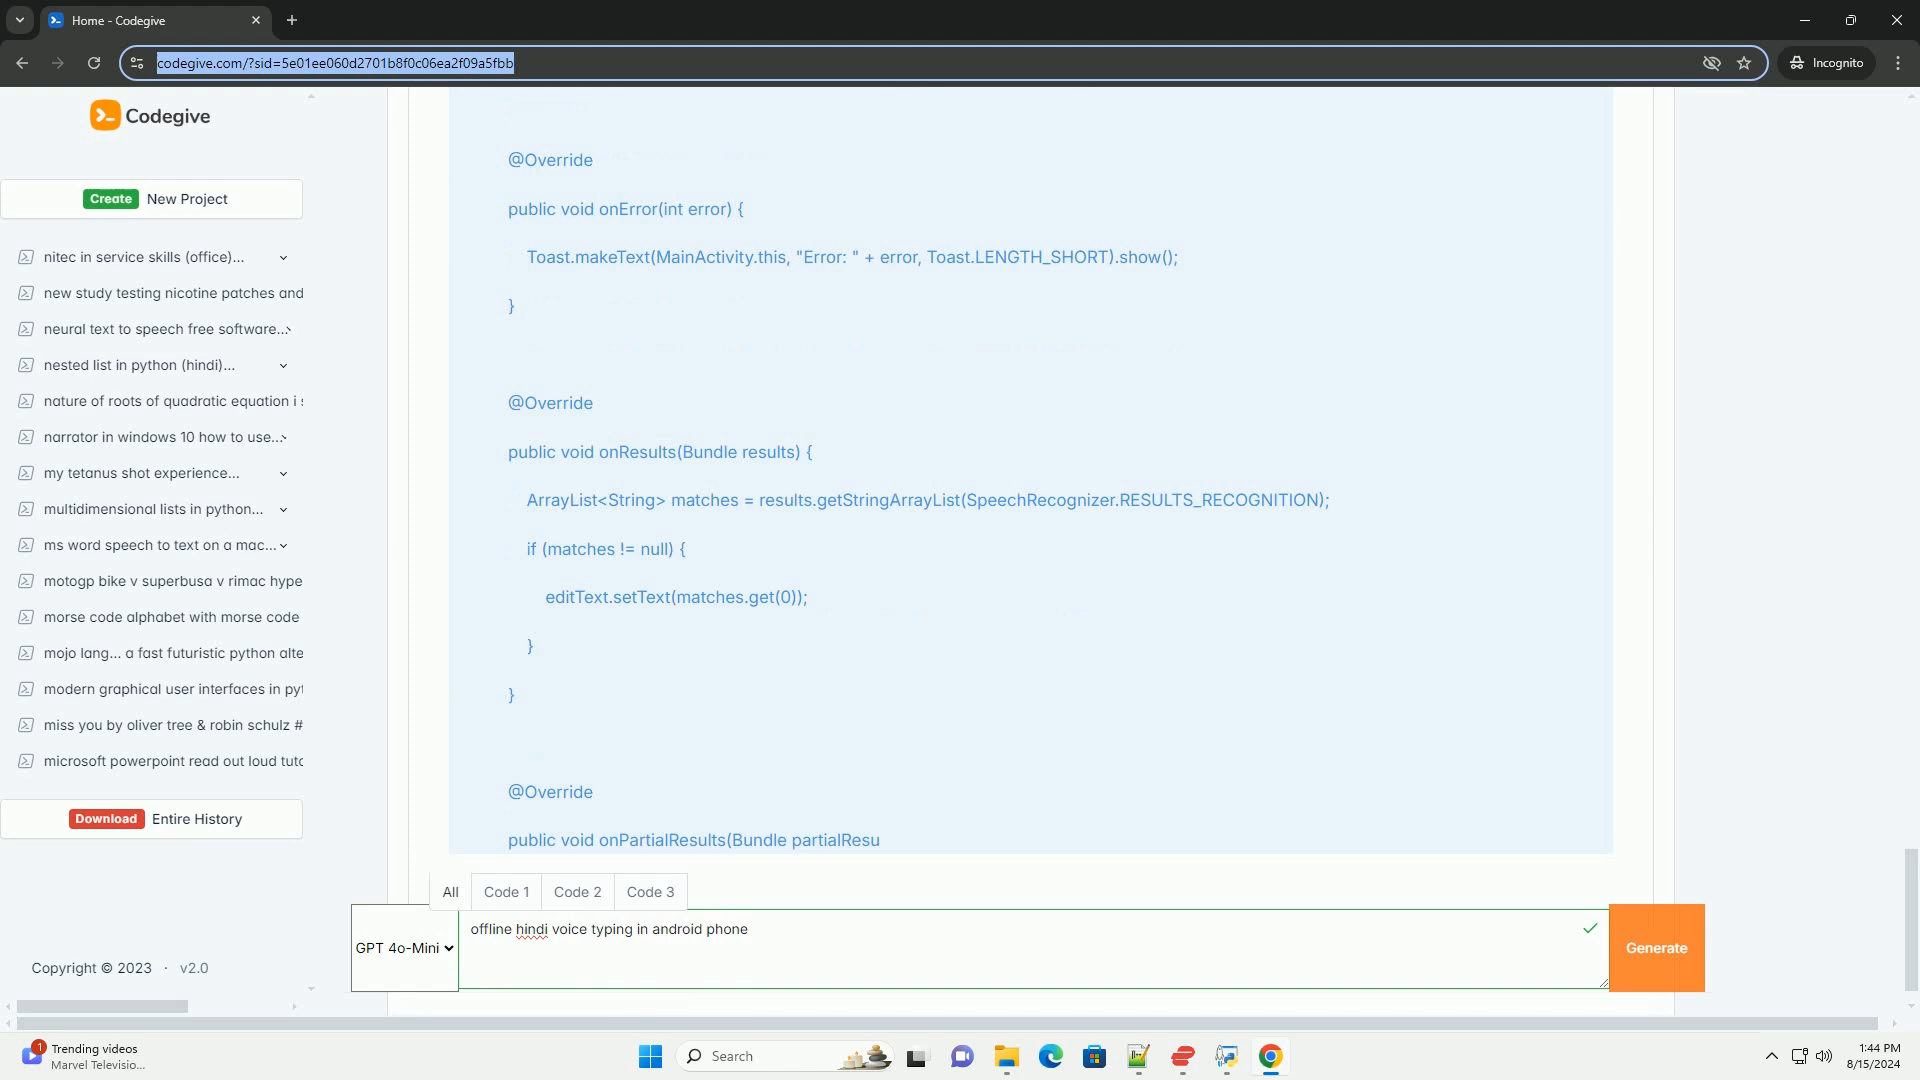 Home - Codegive
codegive.com/?sid=5e01ee060d2701b8f0c06ea2f09a5fbb
Incognito
Codegive
Create New Project
nitec in service skills (office)...
new study testing nicotine patches and
neural text to speech free software...
nested list in python (hindi)...
nature of roots of quadratic equation i s
narrator in windows 10 how to use...
my tetanus shot experience...
multidimensional lists in python...
ms word speech to text on a mac...
motogp bike v superbusa v rimac hype
morse code alphabet with morse code
mojo lang... a fast futuristic python alte
modern graphical user interfaces in pyt
miss you by oliver tree & robin schulz #
microsoft powerpoint read out loud tuto
Download Entire History
Copyright © 2023 · v2.0
@Override
public void onError(int error) {
Toast.makeText(MainActivity.this, "Error: " + error, Toast.LENGTH_SHORT).show();
}
@Override
public void onResults(Bundle results) {
ArrayList<String> matches = results.getStringArrayList(SpeechRecognizer.RESULTS_RECOGNITION);
if (matches != null) {
editText.setText(matches.get(0));
}
}
@Override
public void onPartialResults(Bundle partialResu
All Code 1 Code 2 Code 3
GPT 4o-Mini
offline hindi voice typing in android phone
Generate
1
Trending videos
Marvel Televisio...
Search
1:44 PM
8/15/2024